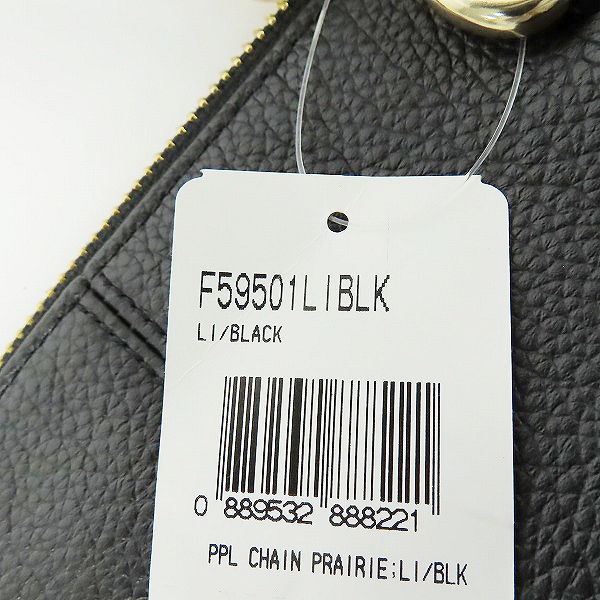 F59501LIBLK
LI/BLACK
0 889532 888221
PPL CHAIN PRAIRIE;LI/BLK